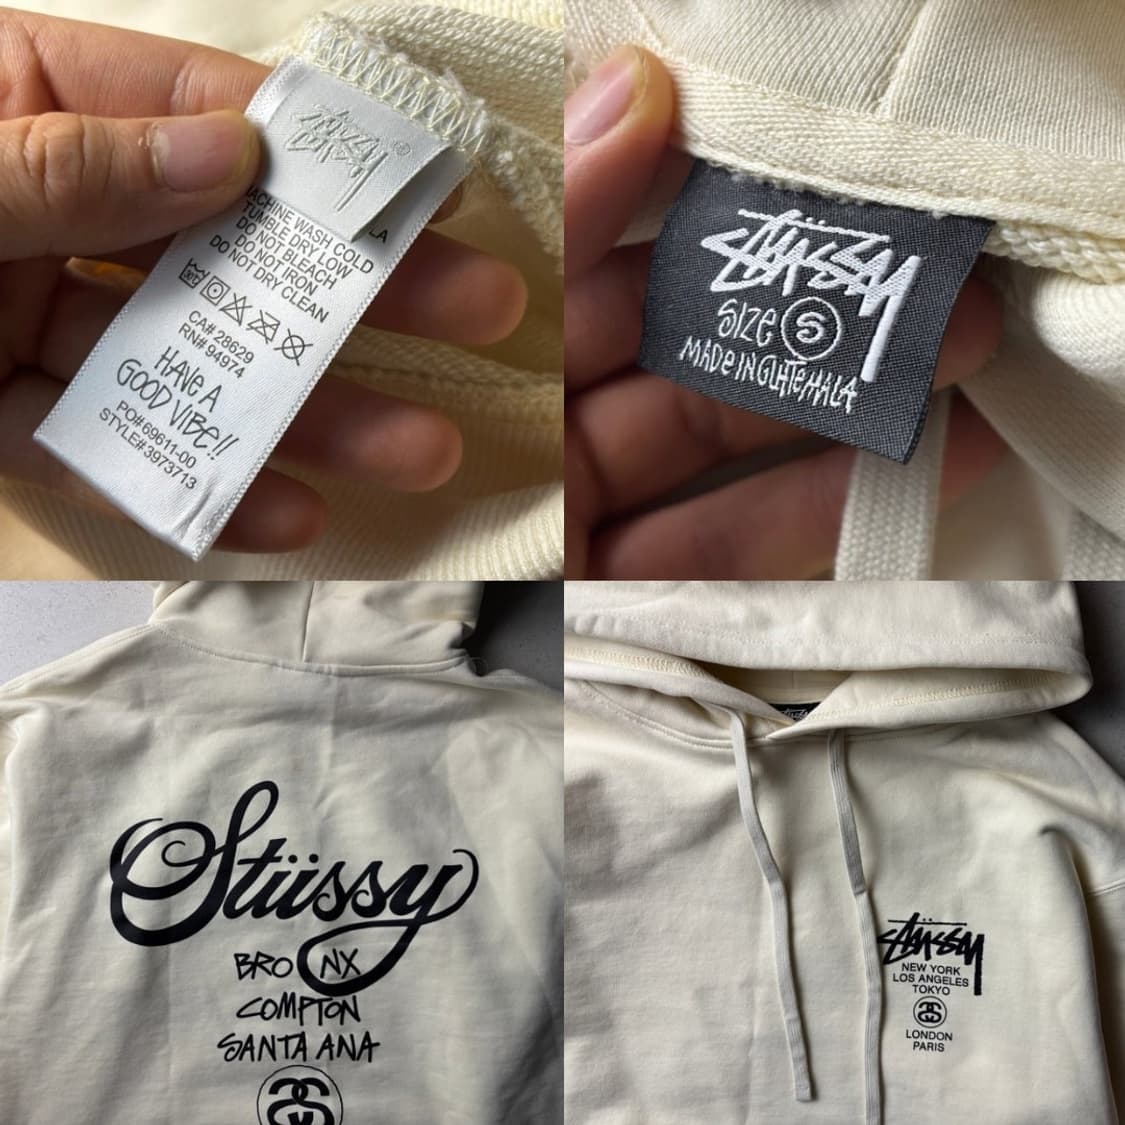 Stüssy
LA
MACHINE WASH COLD
TUMBLE DRY LOW
DO NOT BLEACH
DO NOT IRON
DO NOT DRY CLEAN
CA# 28629
RN# 94974
HAVE A
GOOD VIBE!!
PO#69611-00
STYLE#3973713
Stüssy
SIZE S
MADE IN GUATEMALA
Stüssy
BRONX
COMPTON
SANTA ANA
Stüssy
NEW YORK
LOS ANGELES
TOKYO
LONDON
PARIS